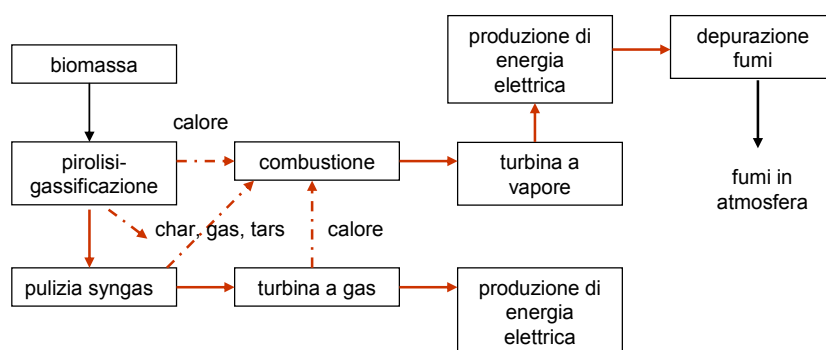 biomassa
produzione di
energia
elettrica
depurazione
fumi
calore
pirolisi-
gassificazione
combustione
turbina a
vapore
fumi in
atmosfera
char, gas, tars
calore
pulizia syngas
turbina a gas
produzione di
energia
elettrica